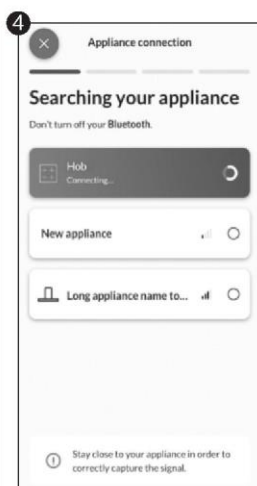 4
Appliance connection
Searching your appliance
Don't turn off your Bluetooth.
Hob
Connecting...
New appliance
Long appliance name to...
Stay close to your appliance in order to
correctly capture the signal.